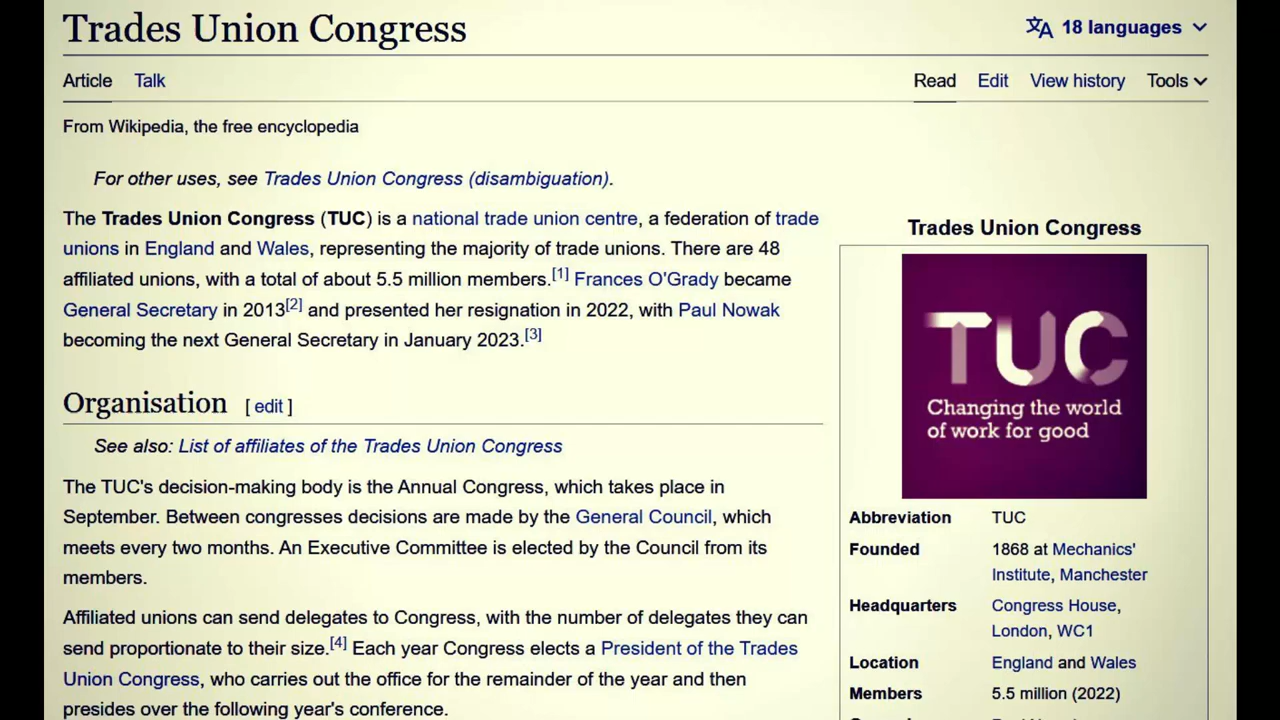 Trades Union Congress
18 languages
Article Talk
Read Edit View history Tools
From Wikipedia, the free encyclopedia
For other uses, see Trades Union Congress (disambiguation).
The Trades Union Congress (TUC) is a national trade union centre, a federation of trade
unions in England and Wales, representing the majority of trade unions. There are 48
affiliated unions, with a total of about 5.5 million members.[1] Frances O'Grady became
General Secretary in 2013[2] and presented her resignation in 2022, with Paul Nowak
becoming the next General Secretary in January 2023.[3]
Organisation [ edit ]
See also: List of affiliates of the Trades Union Congress
The TUC's decision-making body is the Annual Congress, which takes place in
September. Between congresses decisions are made by the General Council, which
meets every two months. An Executive Committee is elected by the Council from its
members.
Affiliated unions can send delegates to Congress, with the number of delegates they can
send proportionate to their size.[4] Each year Congress elects a President of the Trades
Union Congress, who carries out the office for the remainder of the year and then
presides over the following year's conference.
Trades Union Congress
TUC
Changing the world
of work for good
Abbreviation TUC
Founded 1868 at Mechanics'
Institute, Manchester
Headquarters Congress House,
London, WC1
Location England and Wales
Members 5.5 million (2022)